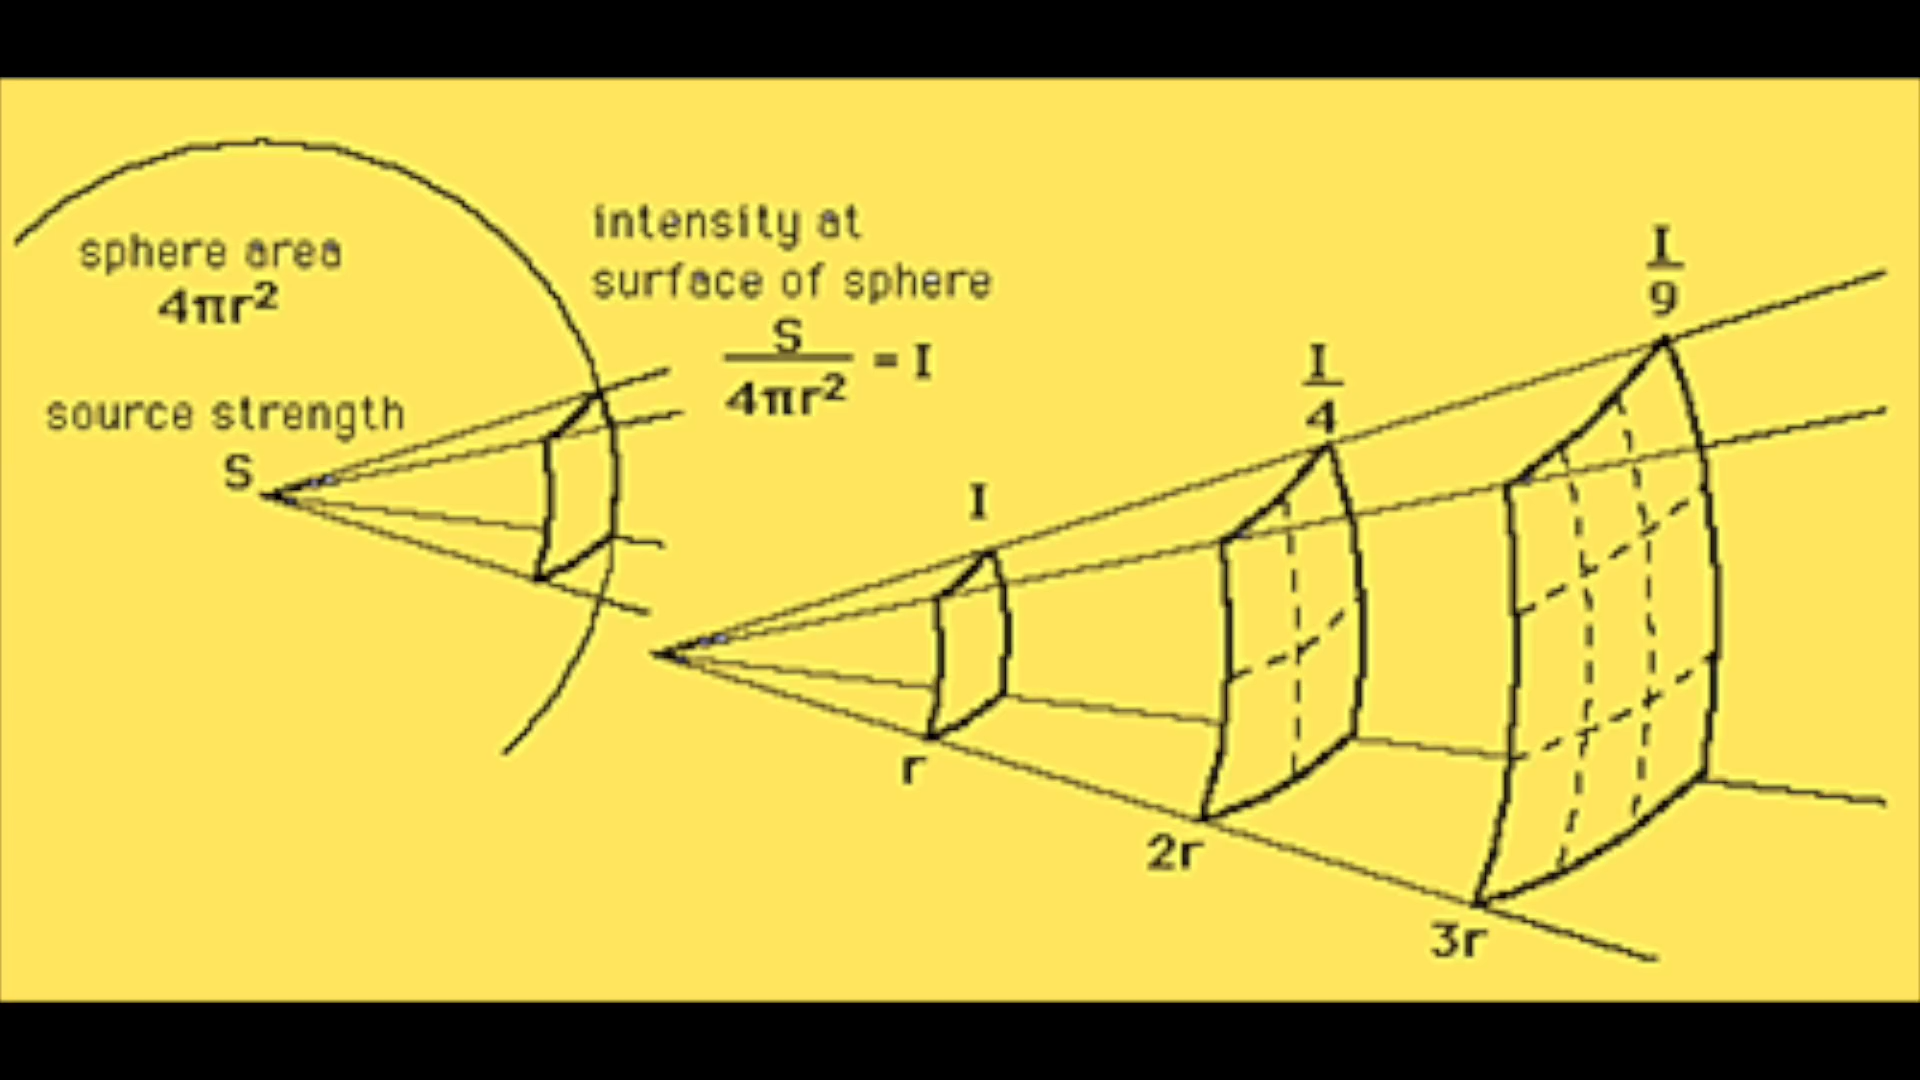 sphere area
4πr²
source strength
S
intensity at
surface of sphere
S
4πr²
= I
I
r
I
4
2r
I
9
3r